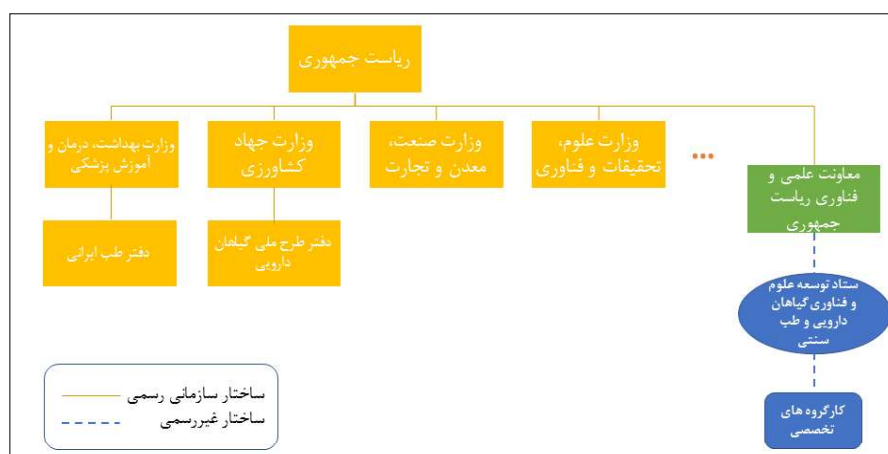 ریاست جمهوری
وزارت بهداشت، درمان و
آموزش پزشکی
وزارت جهاد
کشاورزی
وزارت صنعت،
معدن و تجارت
وزارت علوم،
تحقیقات و فناوری
...
معاونت علمی و
فناوری ریاست
جمهوری
دفتر طب ایرانی
دفتر طرح ملی گیاهان
دارویی
ستاد توسعه علوم
و فناوری گیاهان
دارویی و طب
سنتی
کارگروه های
تخصصی
ساختار سازمانی رسمی
ساختار غیررسمی